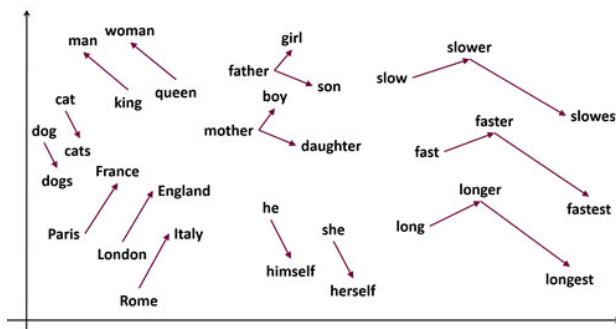 man
woman
king
queen
cat
cats
dog
dogs
France
Paris
England
London
Italy
Rome
girl
father
son
boy
mother
daughter
he
himself
she
herself
slower
slow
slowes
faster
fast
fastest
longer
long
longest